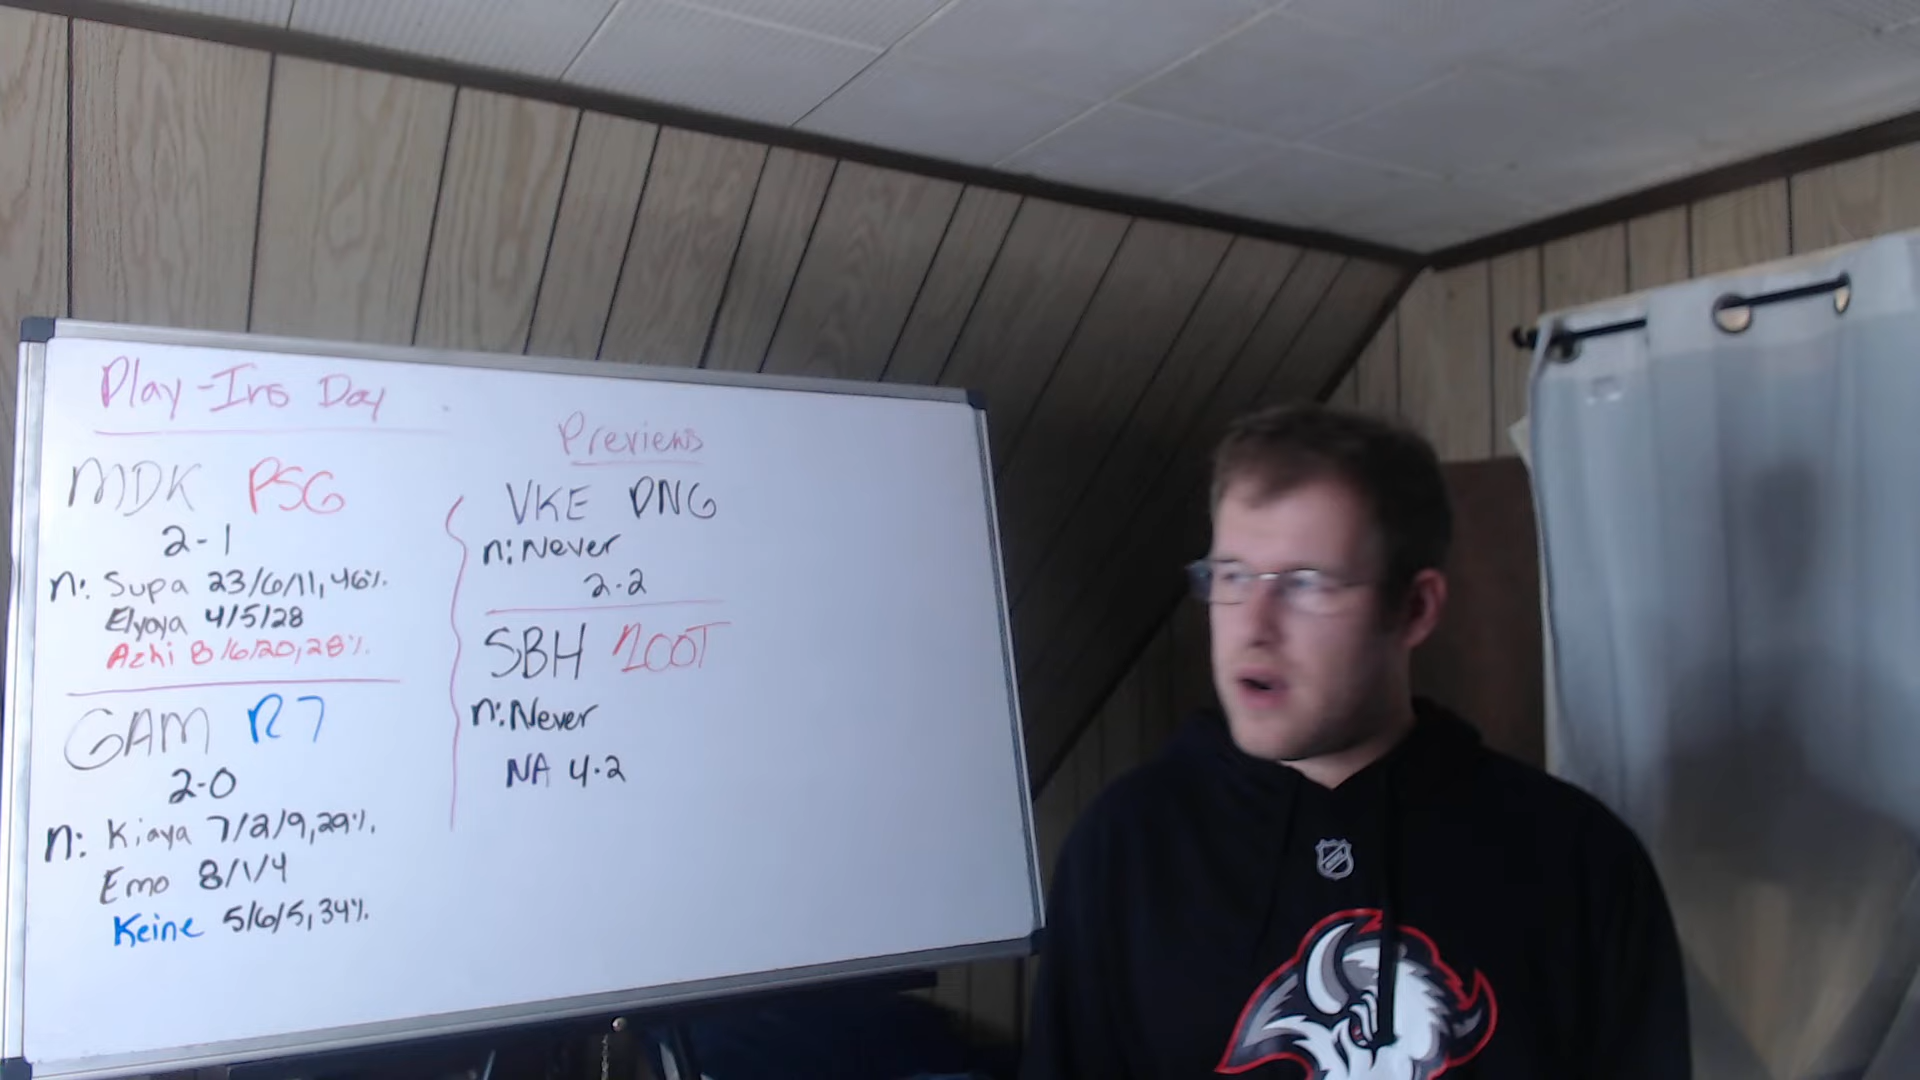 Play-Ins Day
MDK PSG
2-1
n: Supa 23/6/11, 46%.
Elyoya 4/5/28
Azhi 8/6/20, 28%.
GAM R7
2-0
n: Kiaya 7/2/9, 29%.
Emo 8/1/4
Keine 5/6/5, 34%.
Previews
VKE DNG
n: Never
2-2
SBH 100T
n: Never
NA 4-2